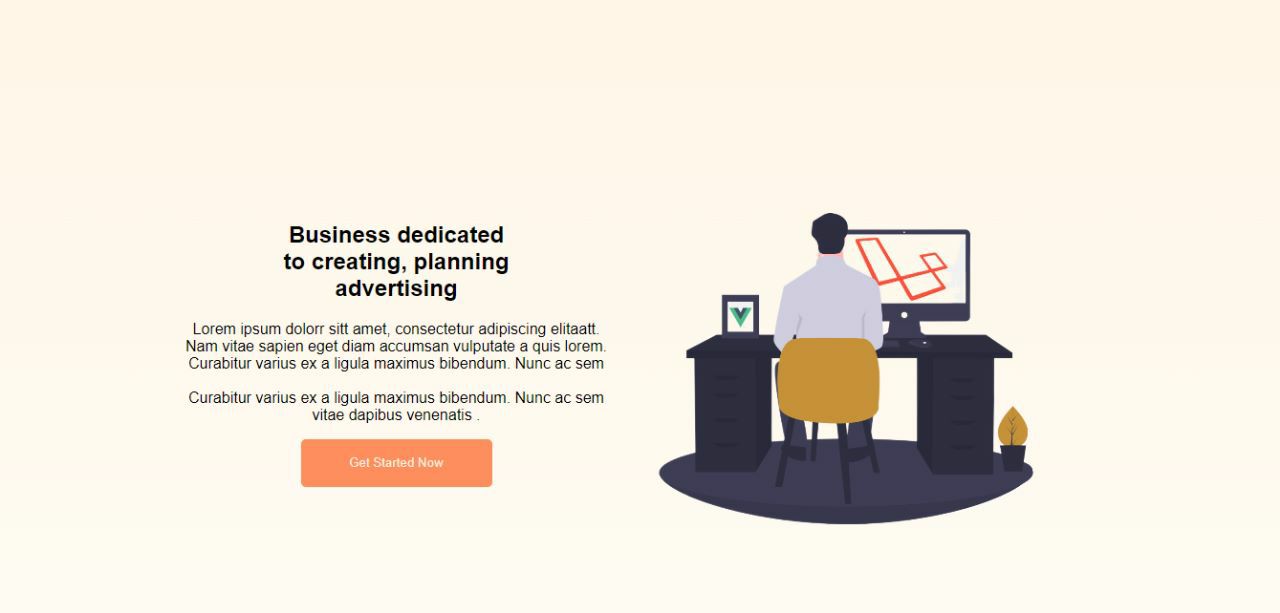 Business dedicated
to creating, planning
advertising
Lorem ipsum dolorr sitt amet, consectetur adipiscing elitaatt.
Nam vitae sapien eget diam accumsan vulputate a quis lorem.
Curabitur varius ex a ligula maximus bibendum. Nunc ac sem
Curabitur varius ex a ligula maximus bibendum. Nunc ac sem
vitae dapibus venenatis .
Get Started Now